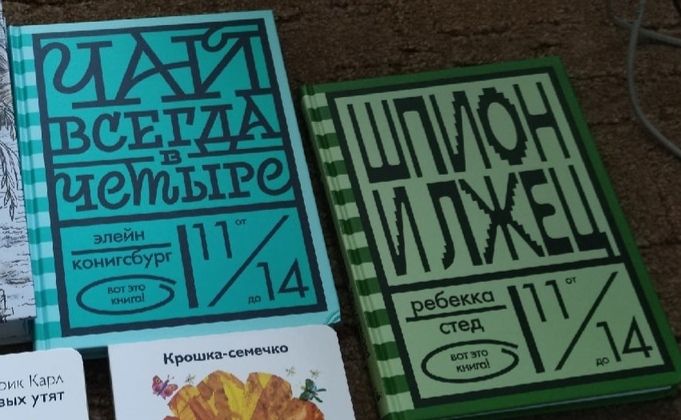 ЧАЙ
ВСЕГДА
В
ЧЕТЫРЕ
элейн
конигсбург
ВОТ ЭТО
КНИГА!
от
11/14
до
ШПИОН
И ЛЖЕЦ
ребекка
стед
ВОТ ЭТО
КНИГА!
от
11/14
до
Крошка-семечко
рик Карл
вых утят